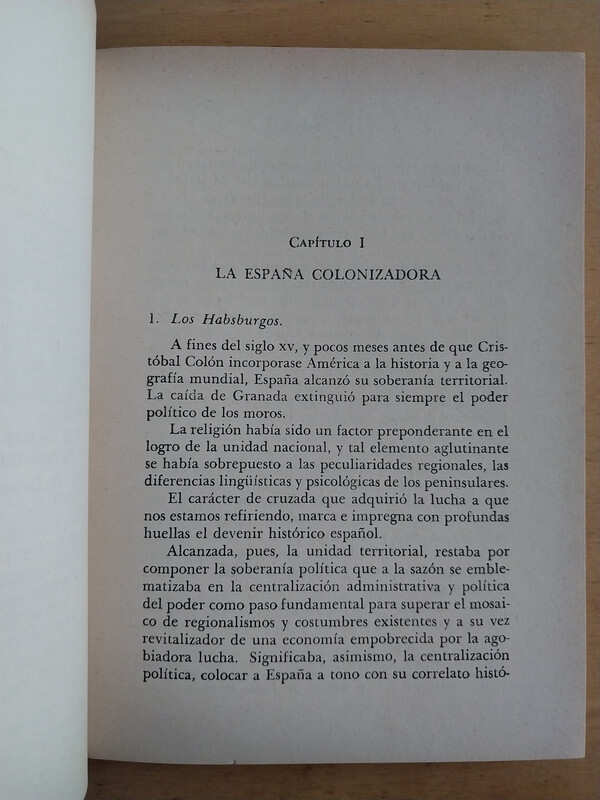 Capítulo I
LA ESPAÑA COLONIZADORA
1. Los Habsburgos.
A fines del siglo xv, y pocos meses antes de que Cris-
tóbal Colón incorporase América a la historia y a la geo-
grafía mundial, España alcanzó su soberanía territorial.
La caída de Granada extinguió para siempre el poder
político de los moros.
La religión había sido un factor preponderante en el
logro de la unidad nacional, y tal elemento aglutinante
se había sobrepuesto a las peculiaridades regionales, las
diferencias lingüísticas y psicológicas de los peninsulares.
El carácter de cruzada que adquirió la lucha a que
nos estamos refiriendo, marca e impregna con profundas
huellas el devenir histórico español.
Alcanzada, pues, la unidad territorial, restaba por
componer la soberanía política que a la sazón se emble-
matizaba en la centralización administrativa y política
del poder como paso fundamental para superar el mosai-
co de regionalismos y costumbres existentes y a su vez
revitalizador de una economía empobrecida por la ago-
biadora lucha. Significaba, asimismo, la centralización
política, colocar a España a tono con su correlato histó-